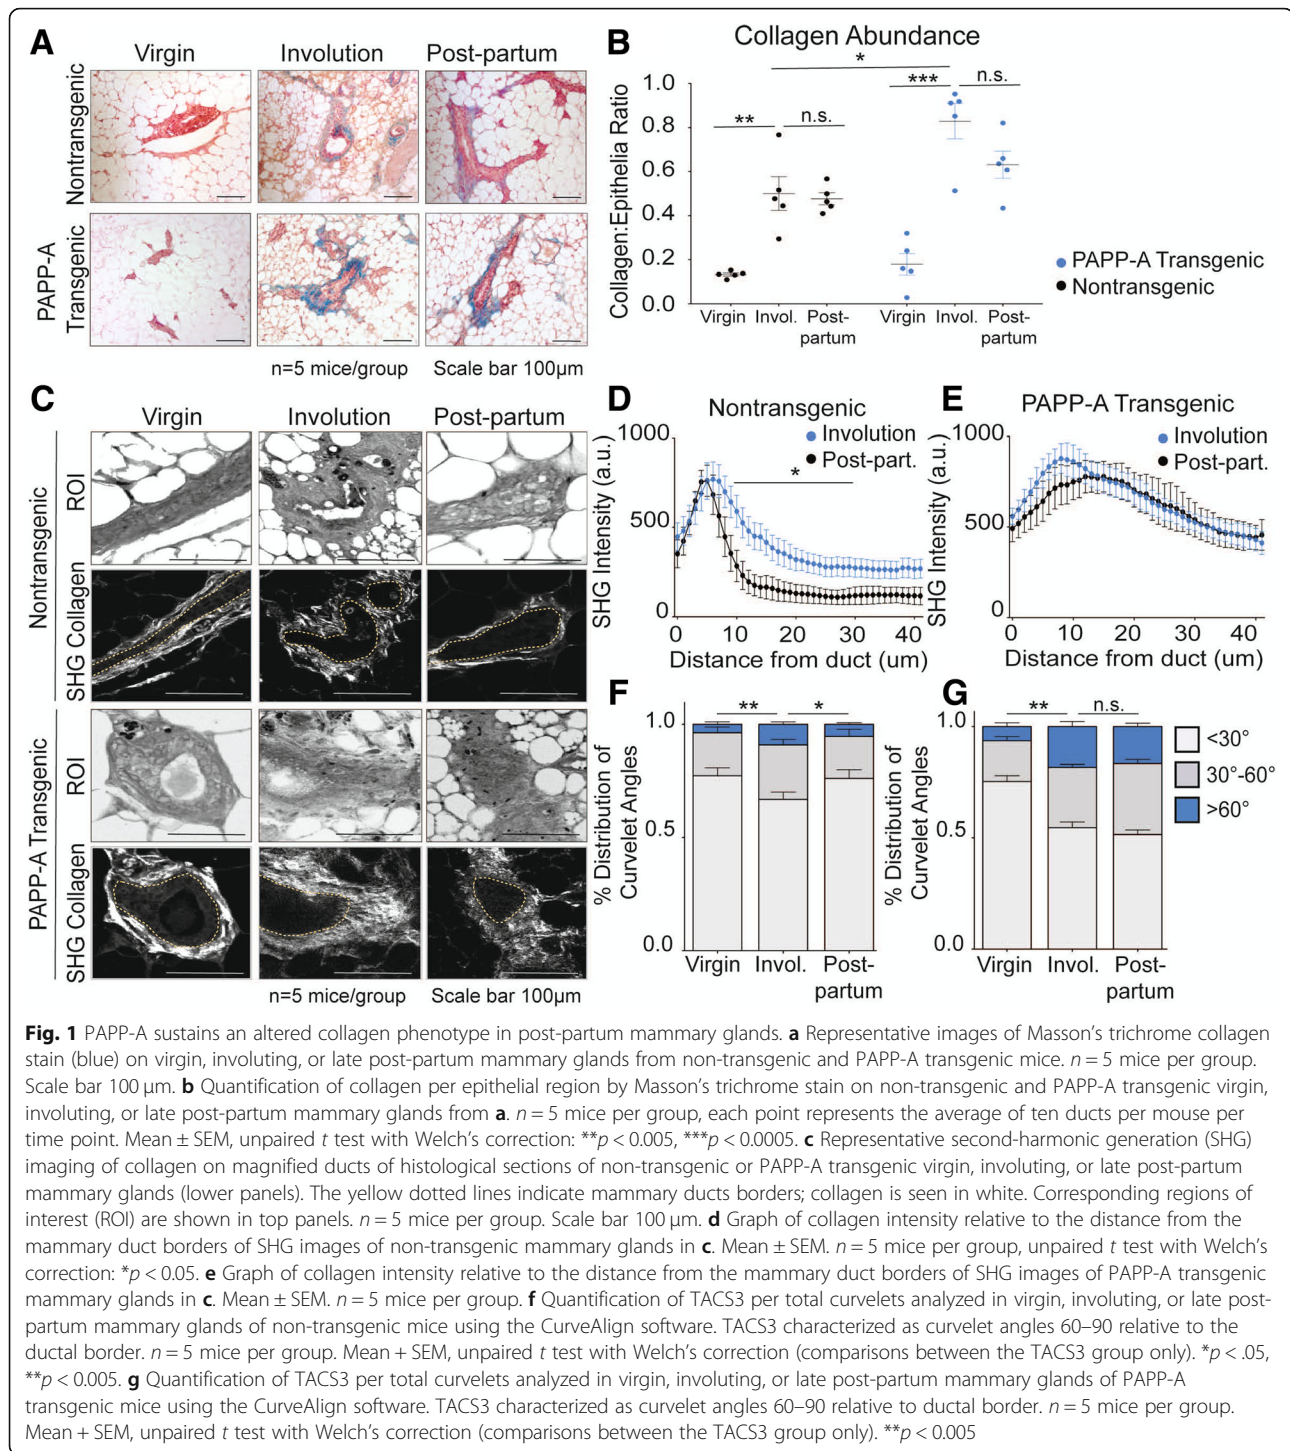 A
Virgin
Involution
Post-partum
Nontransgenic
PAPP-A
Transgenic
n=5 mice/group
Scale bar 100µm
B
Collagen Abundance
*
***
n.s.
**
n.s.
Collagen:Epithelia Ratio
1.0
0.8
0.6
0.4
0.2
0.0
Virgin
Invol.
Post-
partum
Virgin
Invol.
Post-
partum
PAPP-A Transgenic
Nontransgenic
C
Virgin
Involution
Post-partum
Nontransgenic
ROI
SHG Collagen
PAPP-A Transgenic
ROI
SHG Collagen
n=5 mice/group
Scale bar 100µm
D
Nontransgenic
Involution
Post-part.
*
SHG Intensity (a.u.)
1000
500
0
0
10
20
30
40
Distance from duct (um)
E
PAPP-A Transgenic
Involution
Post-part.
SHG Intensity (a.u.)
1000
500
0
0
10
20
30
40
Distance from duct (um)
F
**
*
% Distribution of
Curvelet Angles
1.0
0.5
0.0
Virgin
Invol.
Post-
partum
G
**
n.s.
% Distribution of
Curvelet Angles
1.0
0.5
0.0
Virgin
Invol.
Post-
partum
<30°
30°-60°
>60°
Fig. 1 PAPP-A sustains an altered collagen phenotype in post-partum mammary glands. a Representative images of Masson's trichrome collagen
stain (blue) on virgin, involuting, or late post-partum mammary glands from non-transgenic and PAPP-A transgenic mice. n = 5 mice per group.
Scale bar 100 µm. b Quantification of collagen per epithelial region by Masson's trichrome stain on non-transgenic and PAPP-A transgenic virgin,
involuting, or late post-partum mammary glands from a. n = 5 mice per group, each point represents the average of ten ducts per mouse per
time point. Mean ± SEM, unpaired t test with Welch's correction: **p < 0.005, ***p < 0.0005. c Representative second-harmonic generation (SHG)
imaging of collagen on magnified ducts of histological sections of non-transgenic or PAPP-A transgenic virgin, involuting, or late post-partum
mammary glands (lower panels). The yellow dotted lines indicate mammary ducts borders; collagen is seen in white. Corresponding regions of
interest (ROI) are shown in top panels. n = 5 mice per group. Scale bar 100 µm. d Graph of collagen intensity relative to the distance from the
mammary duct borders of SHG images of non-transgenic mammary glands in c. Mean ± SEM. n = 5 mice per group, unpaired t test with Welch's
correction: *p < 0.05. e Graph of collagen intensity relative to the distance from the mammary duct borders of SHG images of PAPP-A transgenic
mammary glands in c. Mean ± SEM. n = 5 mice per group. f Quantification of TACS3 per total curvelets analyzed in virgin, involuting, or late post-
partum mammary glands of non-transgenic mice using the CurveAlign software. TACS3 characterized as curvelet angles 60–90 relative to the
ductal border. n = 5 mice per group. Mean + SEM, unpaired t test with Welch's correction (comparisons between the TACS3 group only). *p < .05,
**p < 0.005. g Quantification of TACS3 per total curvelets analyzed in virgin, involuting, or late post-partum mammary glands of PAPP-A
transgenic mice using the CurveAlign software. TACS3 characterized as curvelet angles 60–90 relative to ductal border. n = 5 mice per group.
Mean + SEM, unpaired t test with Welch's correction (comparisons between the TACS3 group only). **p < 0.005